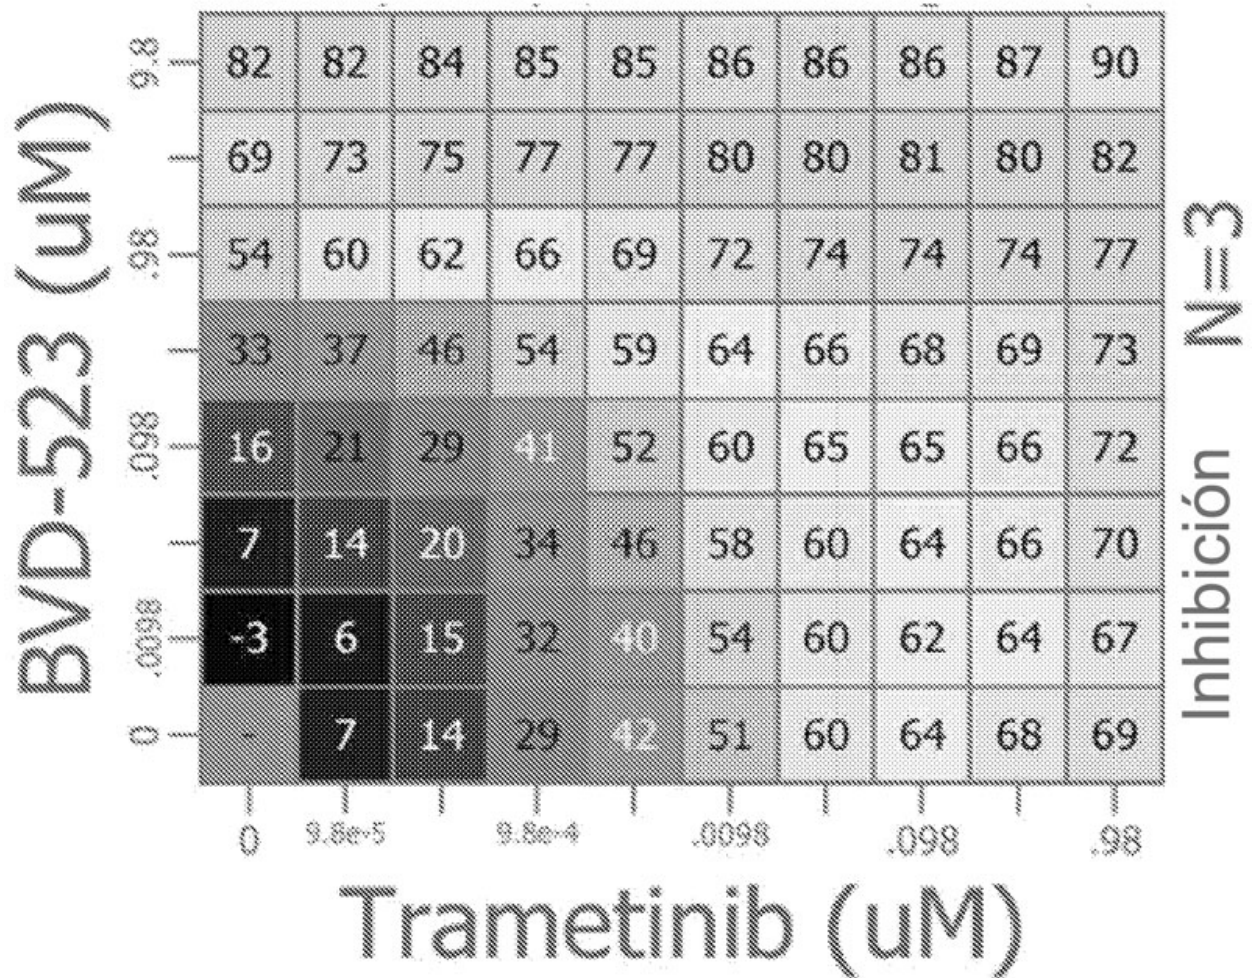 BVD-523 (uM)
9.8 82 82 84 85 85 86 86 86 87 90
69 73 75 77 77 80 80 81 80 82
.98 54 60 62 66 69 72 74 74 74 77
33 37 46 54 59 64 66 68 69 73
.098 16 21 29 41 52 60 65 65 66 72
7 14 20 34 46 58 60 64 66 70
.0098 -3 6 15 32 40 54 60 62 64 67
0 - 7 14 29 42 51 60 64 68 69
0 9.8e-5 9.8e-4 .0098 .098 .98
Trametinib (uM)
Inhibición N=3